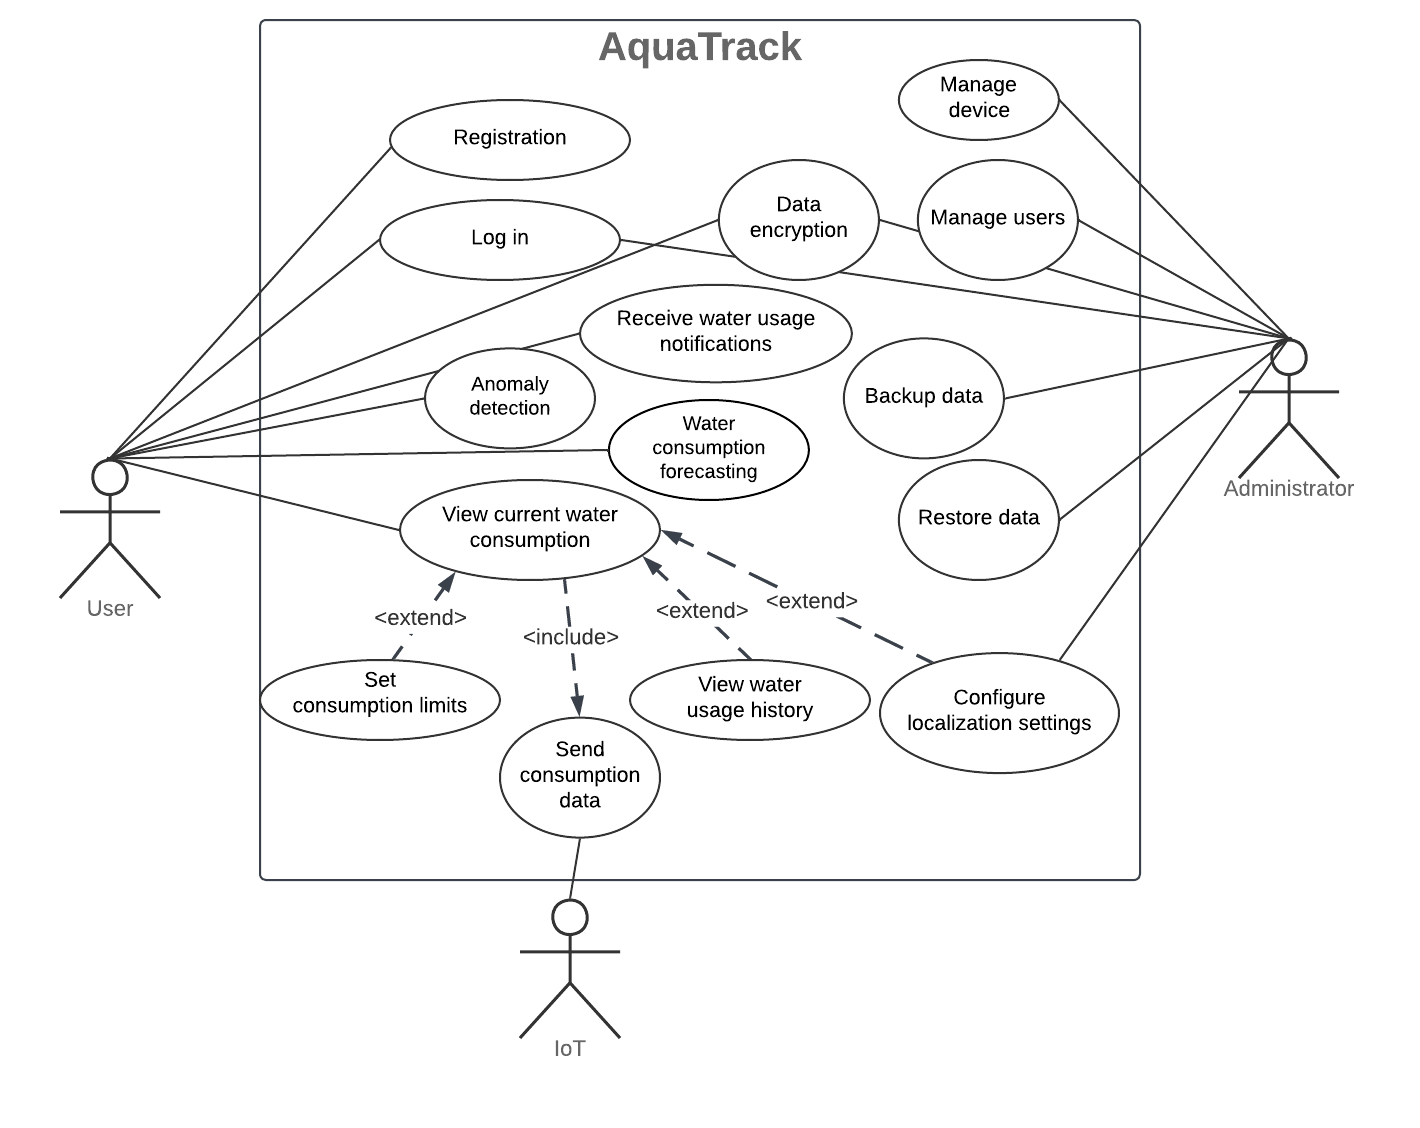 AquaTrack
Manage
device
Registration
Data
encryption
Manage users
Log in
Receive water usage
notifications
Anomaly
detection
Backup data
Water
consumption
forecasting
Administrator
View current water
consumption
Restore data
User
<extend>
<include>
<extend>
<extend>
Set
consumption limits
View water
usage history
Configure
localization settings
Send
consumption
data
IoT